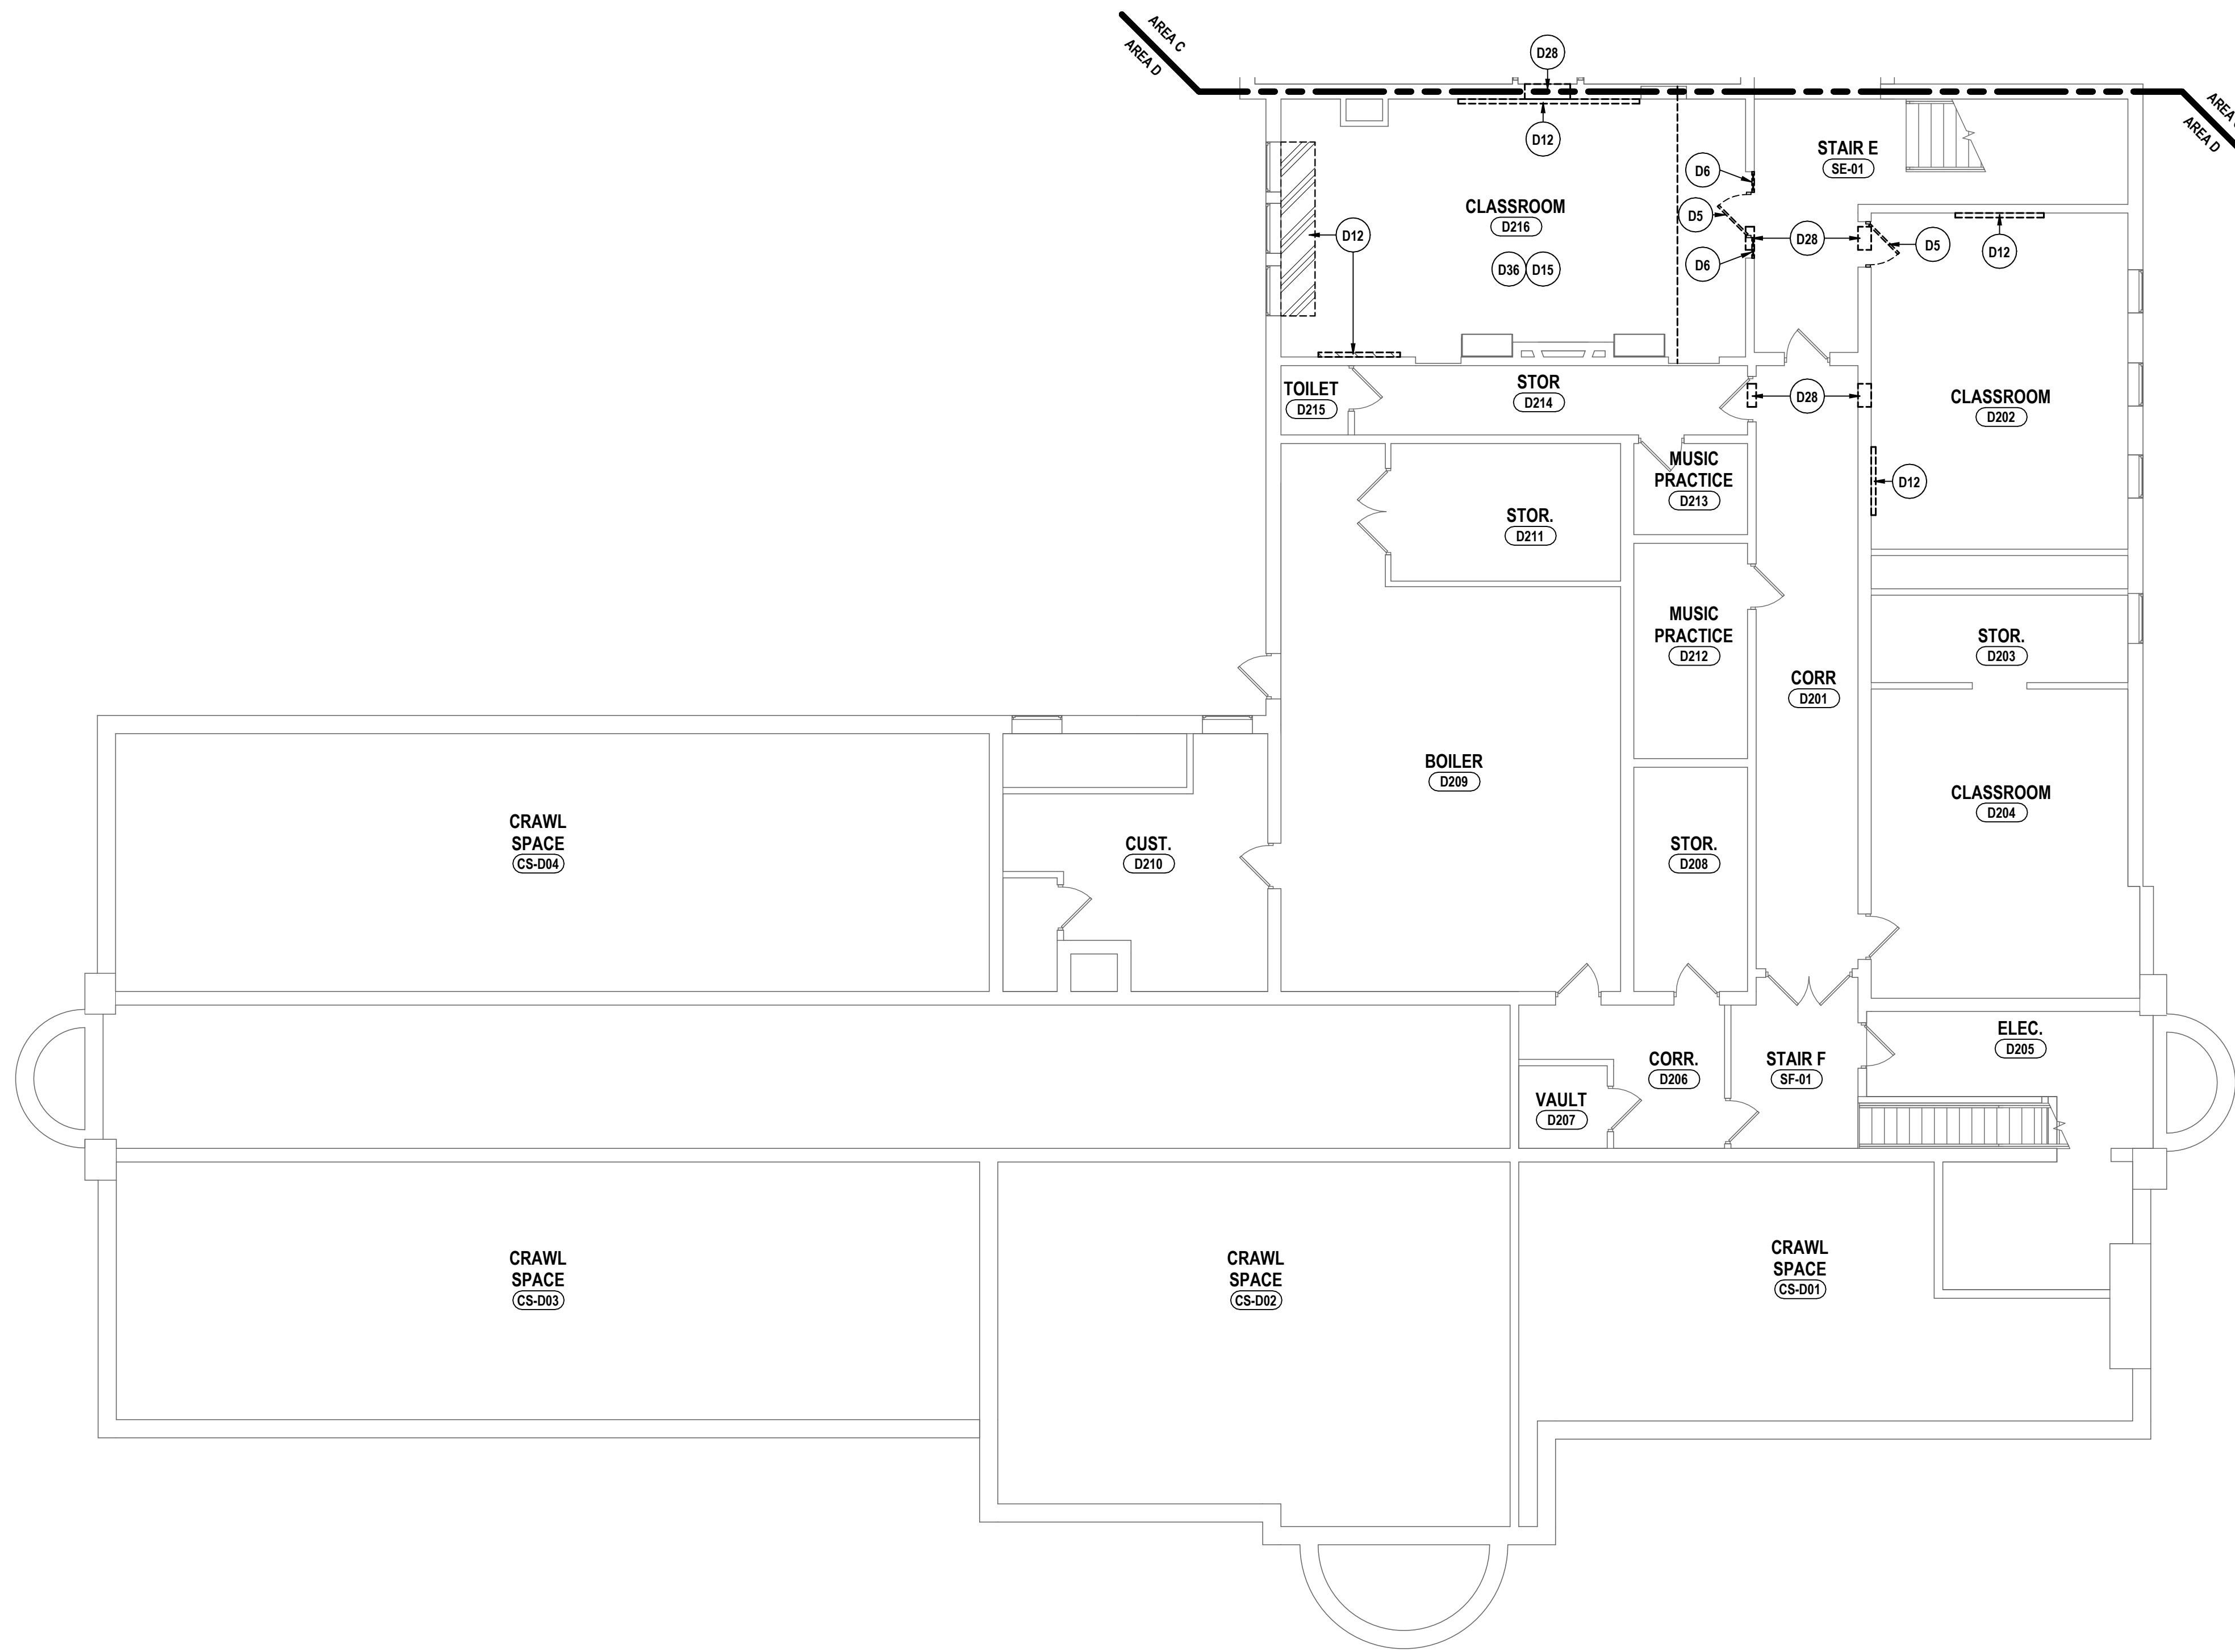 AREA C
AREA D
D28
AREA
AREA D
D12
STAIR E
SE-01
D6
CLASSROOM
D216
D5
D12
D28
D5
D12
D6
D36
D15
TOILET
D215
STOR
D214
D28
CLASSROOM
D202
MUSIC
PRACTICE
D213
D12
STOR.
D211
MUSIC
PRACTICE
D212
STOR.
D203
CORR
D201
BOILER
D209
CLASSROOM
D204
CRAWL
SPACE
CS-D04
CUST.
D210
STOR.
D208
ELEC.
D205
CORR.
D206
STAIR F
SF-01
VAULT
D207
CRAWL
SPACE
CS-D03
CRAWL
SPACE
CS-D02
CRAWL
SPACE
CS-D01